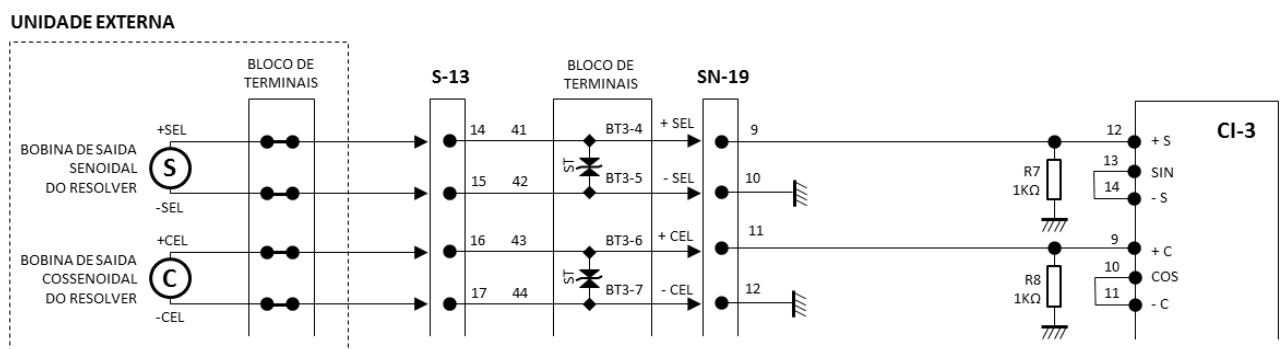 UNIDADE EXTERNA
BLOCO DE
TERMINAIS
S-13
BLOCO DE
TERMINAIS
SN-19
CI-3
+SEL
14 41 BT3-4 + SEL 9 12 + S
BOBINA DE SAIDA
SENOIDAL
DO RESOLVER
S
ST
R7
1KΩ
13 SIN
15 42 BT3-5 - SEL 10 14 - S
-SEL
+CEL
16 43 BT3-6 + CEL 11 9 + C
BOBINA DE SAIDA
COSSENOIDAL
DO RESOLVER
C
ST
R8
1KΩ
10 COS
17 44 BT3-7 - CEL 12 11 - C
-CEL